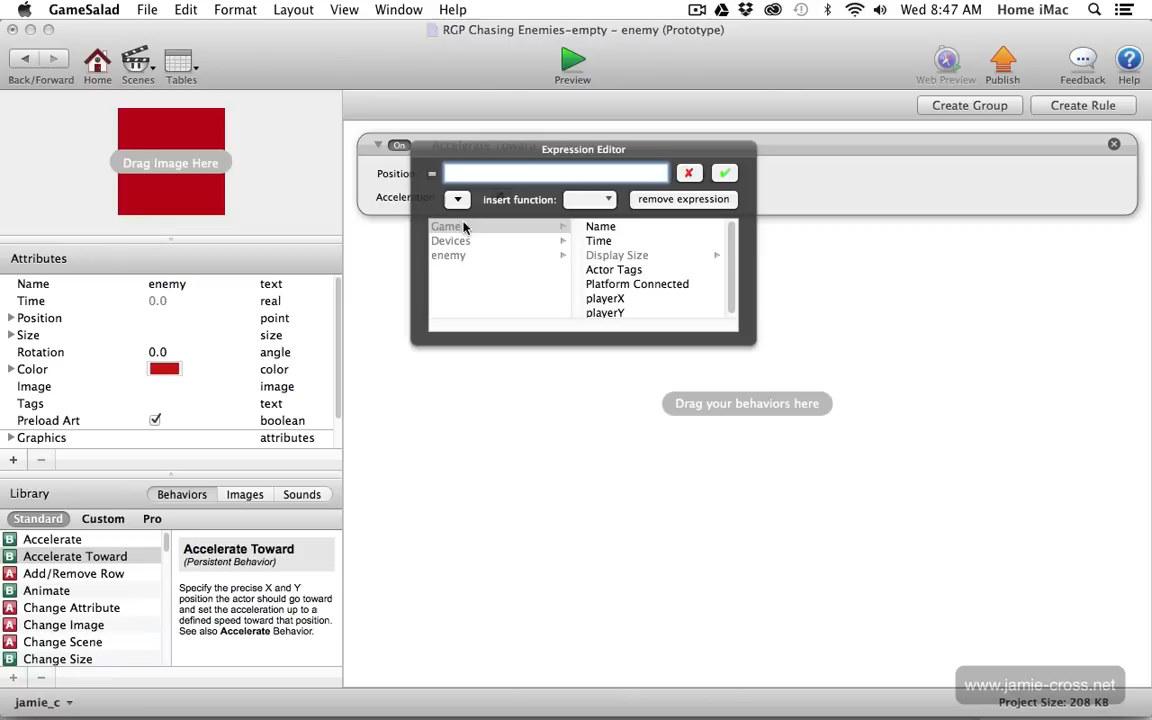 GameSalad File Edit Format Layout View Window Help Wed 8:47 AM Home iMac
RGP Chasing Enemies-empty – enemy (Prototype)
Back/Forward Home Scenes Tables Preview Web Preview Publish Feedback Help
Create Group Create Rule
Drag Image Here
On Accelerate Toward
Expression Editor
Position =
Acceleration insert function: remove expression
Game Name
Devices Time
enemy Display Size
Actor Tags
Platform Connected
playerX
playerY
Attributes
Name enemy text
Time 0.0 real
Position point
Size size
Rotation 0.0 angle
Color color
Image image
Tags text
Preload Art boolean
Graphics attributes
Drag your behaviors here
+ −
Library Behaviors Images Sounds
Standard Custom Pro
B Accelerate
B Accelerate Toward
A Add/Remove Row
B Animate
A Change Attribute
A Change Image
A Change Scene
B Change Size
Accelerate Toward
(Persistent Behavior)
Specify the precise X and Y
position the actor should go toward
and set the acceleration up to a
defined speed toward that position.
See also Accelerate Behavior.
+ −
www.jamie-cross.net
jamie_c Project Size: 208 KB